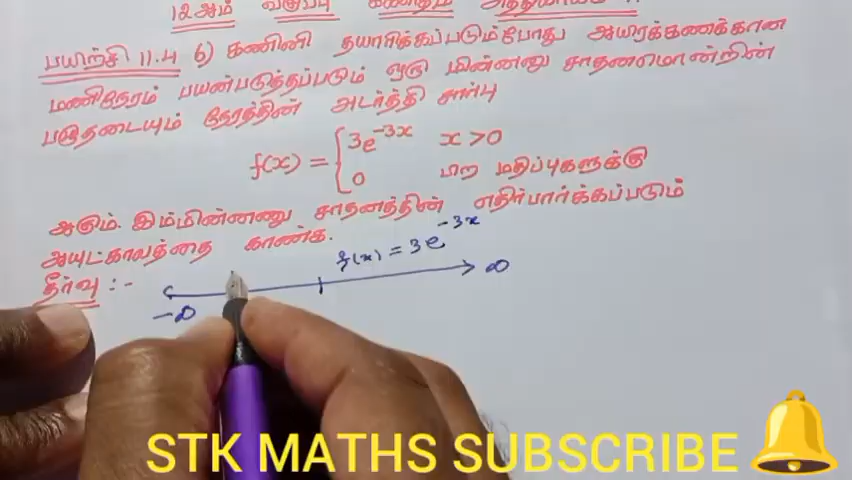 12 ஆம் வகுப்பு கணிதம்
பயிற்சி 11.4 6) கணினி தயாரிக்கப்படும்போது ஆயிரக்கணக்கான
மணிநேரம் பயன்படுத்தப்படும் ஒரு மின்னணு சாதனமொன்றின்
பழுதடையும் நேரத்தின் அடர்த்தி சார்பு
f(x) = { 3e^{-3x} x > 0
0 பிற மதிப்புகளுக்கு
ஆகும். இம்மின்னணு சாதனத்தின் எதிர்பார்க்கப்படும்
ஆயுட்காலத்தை காண்க.
தீர்வு :-
f(x) = 3e^{-3x}
-∞ ∞
STK MATHS SUBSCRIBE